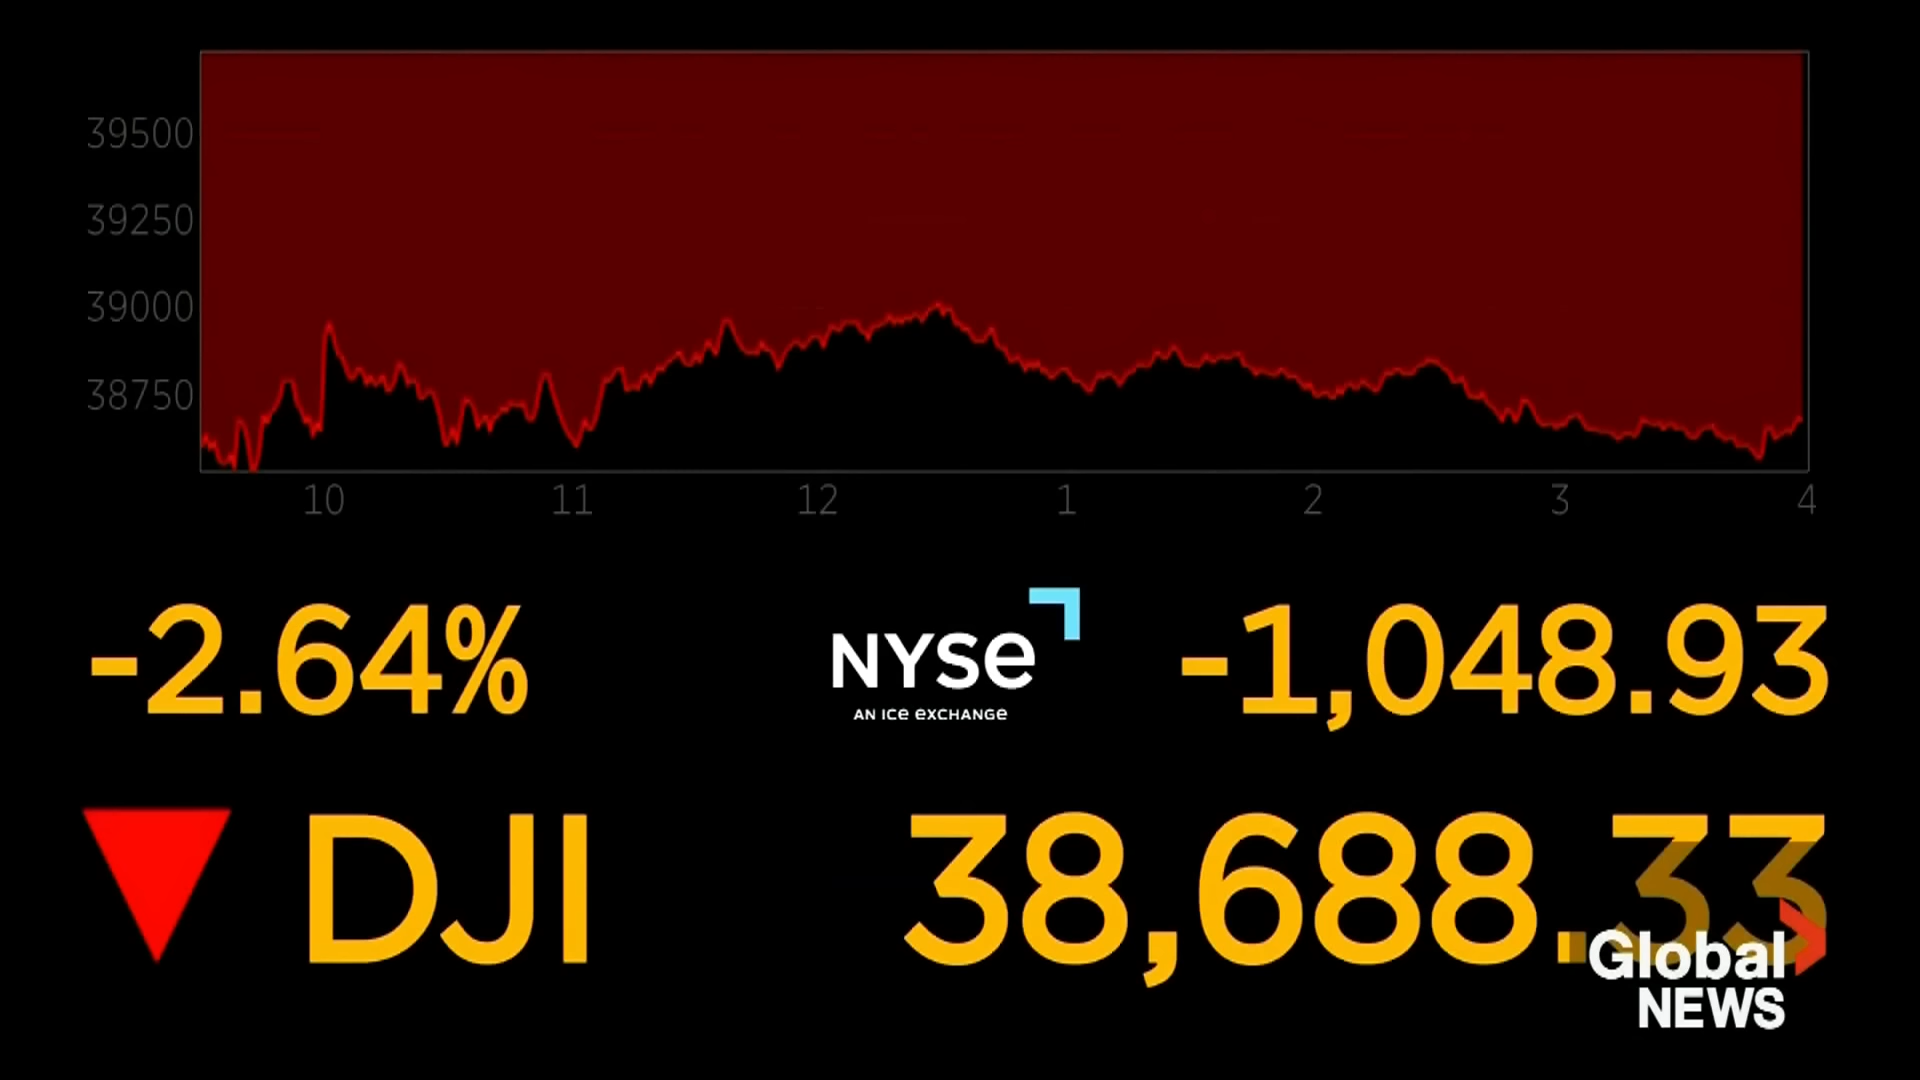 39500
39250
39000
38750
10 11 12 1 2 3 4
-2.64%
NYSE
AN ICE EXCHANGE
-1,048.93
DJI
38,688.33
Global
NEWS